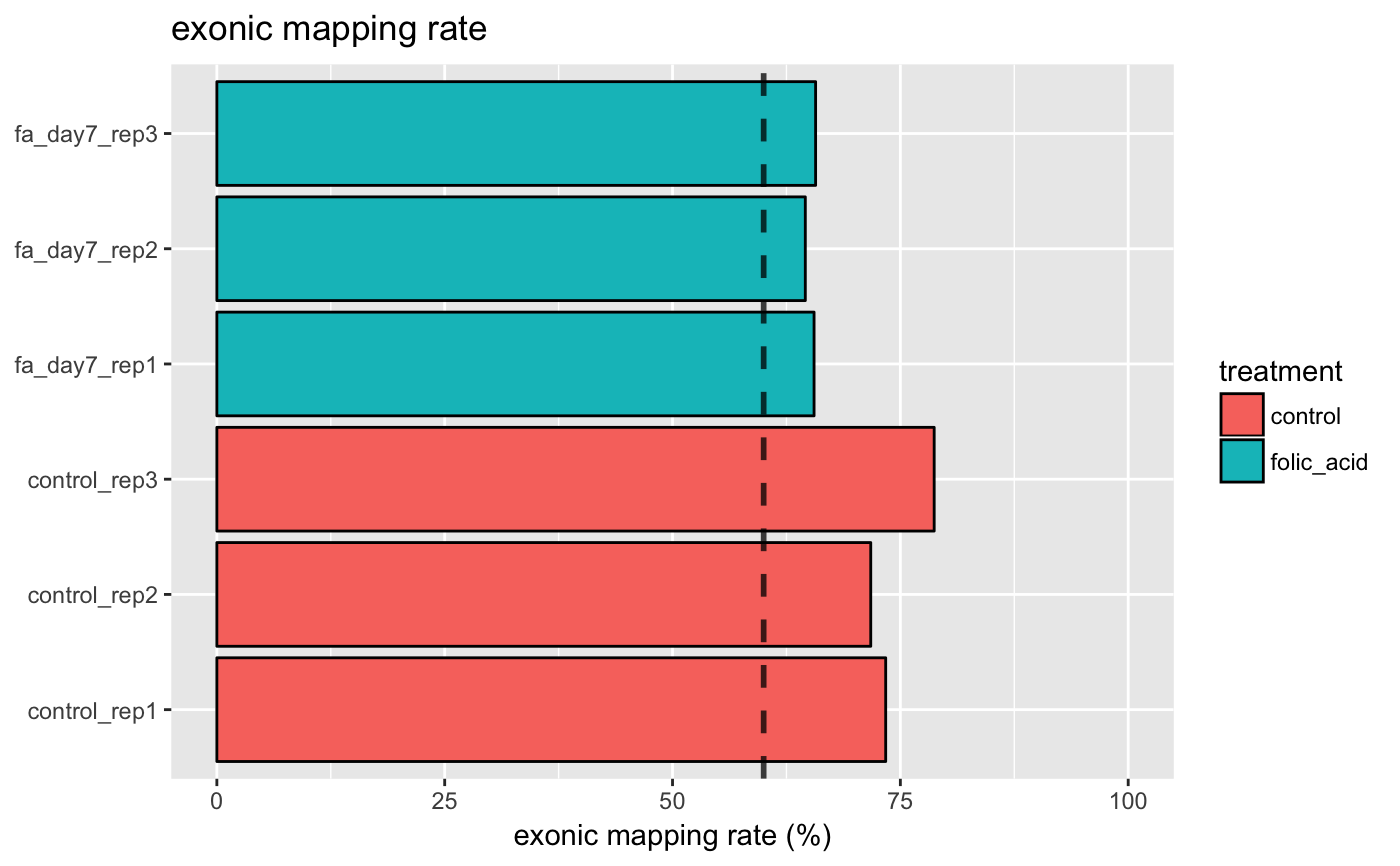 exonic mapping rate
fa_day7_rep3
fa_day7_rep2
fa_day7_rep1
control_rep3
control_rep2
control_rep1
0 25 50 75 100
exonic mapping rate (%)
treatment
control
folic_acid